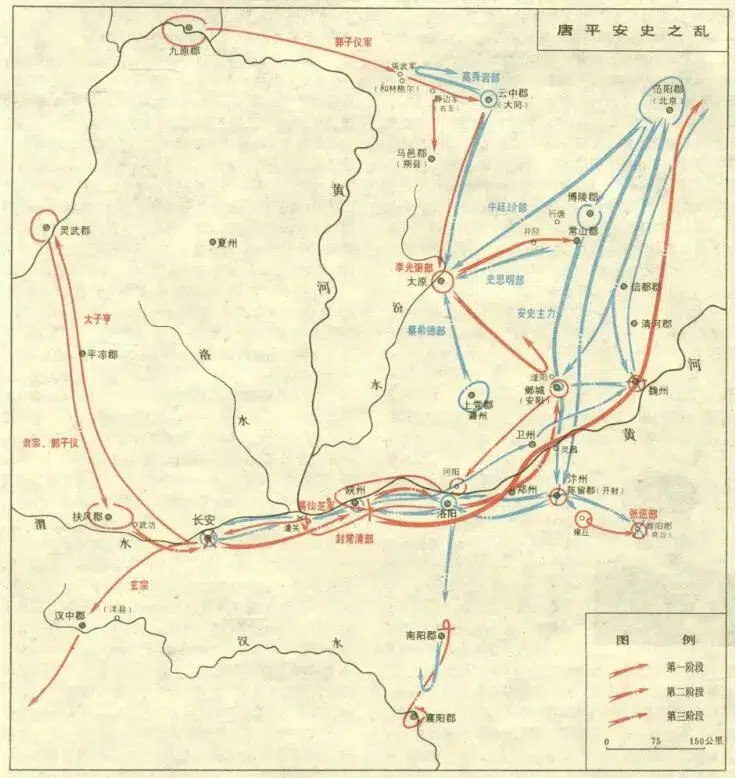 唐平安史之乱
九原郡
郭子仪军
振武军
(和林格尔)
高秀岩部
静边军
(右玉)
云中郡
(大同)
范阳郡
(北京)
马邑郡
(朔县)
黄
博陵郡
牛廷玠部
行唐
井陉
常山郡
灵武郡
夏州
李光弼部
太原
史思明部
信都郡
河
汾
安史主力
清河郡
太子亨
蔡希德部
平凉郡
洛
水
滏阳
邺城
(安阳)
上党郡
潞州
魏州
河
水
黄
肃宗、郭子仪
卫州
灵昌
河阳
汴州
陕州
郑州
陈留郡(开封)
扶风郡
武功
长安
高仙芝军
洛阳
张巡部
渭
水
潼关
封常清部
雍丘
睢阳郡
(商丘)
玄宗
汉中郡
(洋县)
汉
水
南阳郡
襄阳郡
图 例
第一阶段
第二阶段
第三阶段
0 75 150公里